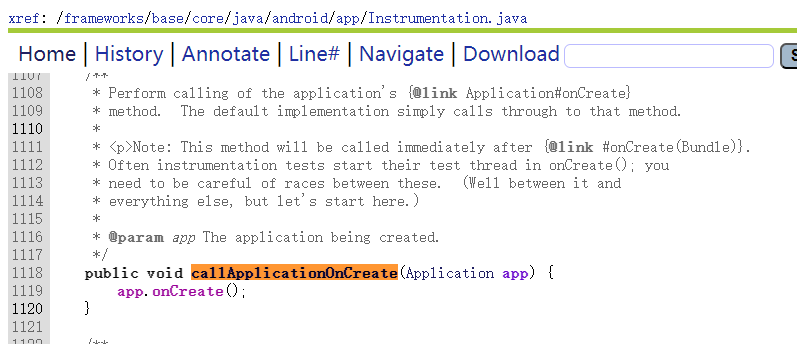 xref: /frameworks/base/core/java/android/app/Instrumentation.java
Home | History | Annotate | Line# | Navigate | Download
1107 /**
1108 * Perform calling of the application's {@link Application#onCreate}
1109 * method.  The default implementation simply calls through to that method.
1110 *
1111 * <p>Note: This method will be called immediately after {@link #onCreate(Bundle)}.
1112 * Often instrumentation tests start their test thread in onCreate(); you
1113 * need to be careful of races between these.  (Well between it and
1114 * everything else, but let's start here.)
1115 *
1116 * @param app The application being created.
1117 */
1118 public void callApplicationOnCreate(Application app) {
1119 app.onCreate();
1120 }
1121
1122 /**